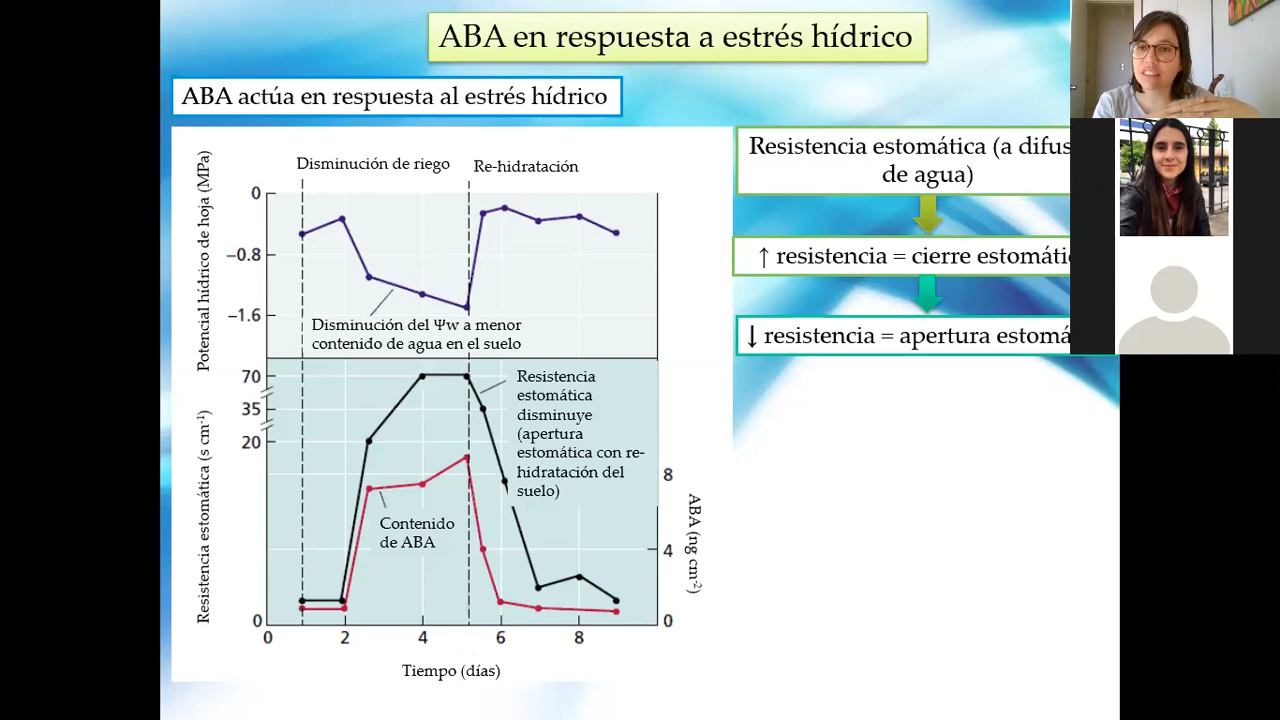 ABA en respuesta a estrés hídrico
ABA actúa en respuesta al estrés hídrico
Resistencia estomática (a difus
de agua)
↑ resistencia = cierre estomátic
↓ resistencia = apertura estomá
Disminución de riego
Re-hidratación
Potencial hídrico de hoja (MPa)
0
−0.8
−1.6
Disminución del Ψw a menor
contenido de agua en el suelo
Resistencia estomática (s cm⁻¹)
70
35
20
0
Resistencia
estomática
disminuye
(apertura
estomática con re-
hidratación del
suelo)
Contenido
de ABA
8
4
0
ABA (ng cm⁻²)
0 2 4 6 8
Tiempo (días)